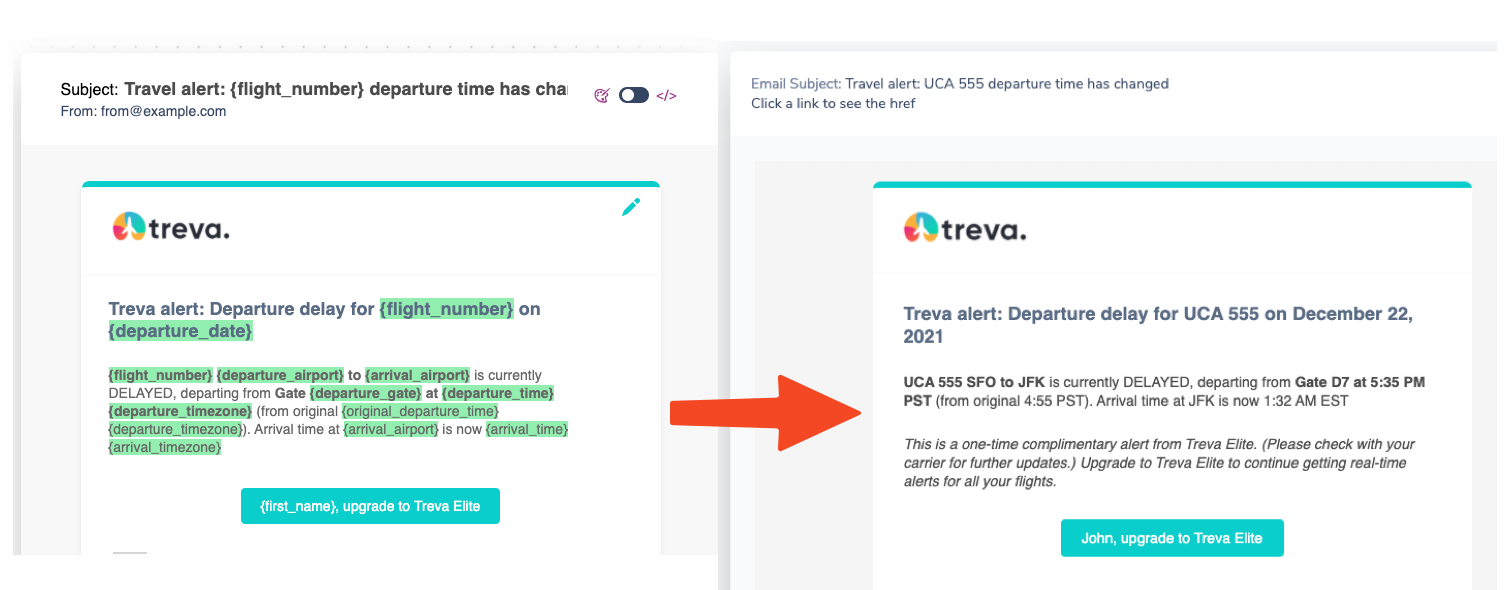 Subject: Travel alert: {flight_number} departure time has cha
From: from@example.com
</>
treva.
Treva alert: Departure delay for {flight_number} on
{departure_date}
{flight_number} {departure_airport} to {arrival_airport} is currently
DELAYED, departing from Gate {departure_gate} at {departure_time}
{departure_timezone} (from original {original_departure_time}
{departure_timezone}). Arrival time at {arrival_airport} is now {arrival_time}
{arrival_timezone}
{first_name}, upgrade to Treva Elite
Email Subject: Travel alert: UCA 555 departure time has changed
Click a link to see the href
treva.
Treva alert: Departure delay for UCA 555 on December 22,
2021
UCA 555 SFO to JFK is currently DELAYED, departing from Gate D7 at 5:35 PM
PST (from original 4:55 PST). Arrival time at JFK is now 1:32 AM EST
This is a one-time complimentary alert from Treva Elite. (Please check with your
carrier for further updates.) Upgrade to Treva Elite to continue getting real-time
alerts for all your flights.
John, upgrade to Treva Elite